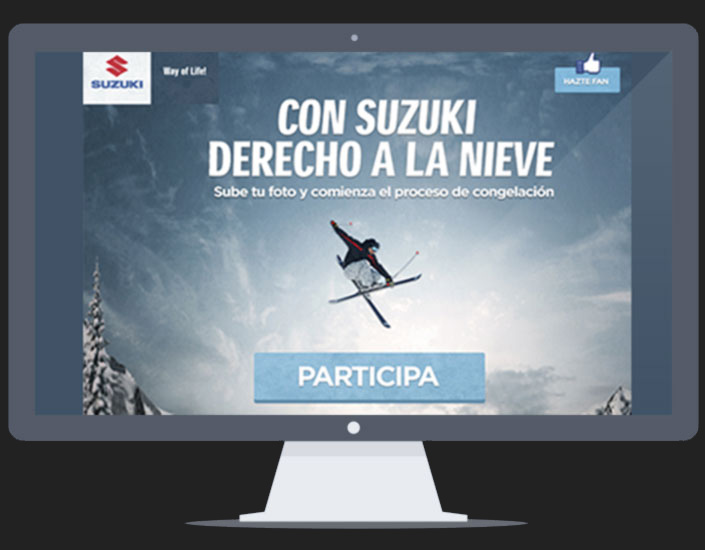 SUZUKI
Way of Life!
HAZTE FAN
CON SUZUKI
DERECHO A LA NIEVE
Sube tu foto y comienza el proceso de congelación
PARTICIPA